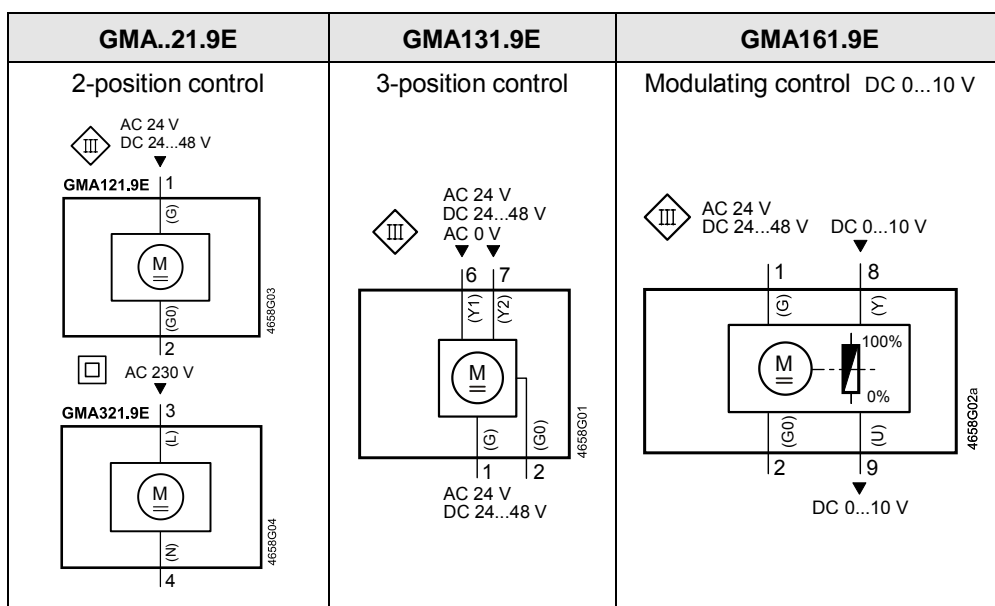 GMA..21.9E
GMA131.9E
GMA161.9E
2-position control
3-position control
Modulating control DC 0...10 V
III
AC 24 V
DC 24...48 V
GMA121.9E
1
(G)
M
(G0)
2
4658G03
AC 230 V
GMA321.9E
3
(L)
M
(N)
4
4658G04
III
AC 24 V
DC 24...48 V
AC 0 V
6 7
(Y1) (Y2)
M
(G) (G0)
1 2
AC 24 V
DC 24...48 V
4658G01
III
AC 24 V
DC 24...48 V
DC 0...10 V
1 8
(G) (Y)
M
100%
0%
(G0) (U)
2 9
DC 0...10 V
4658G02a